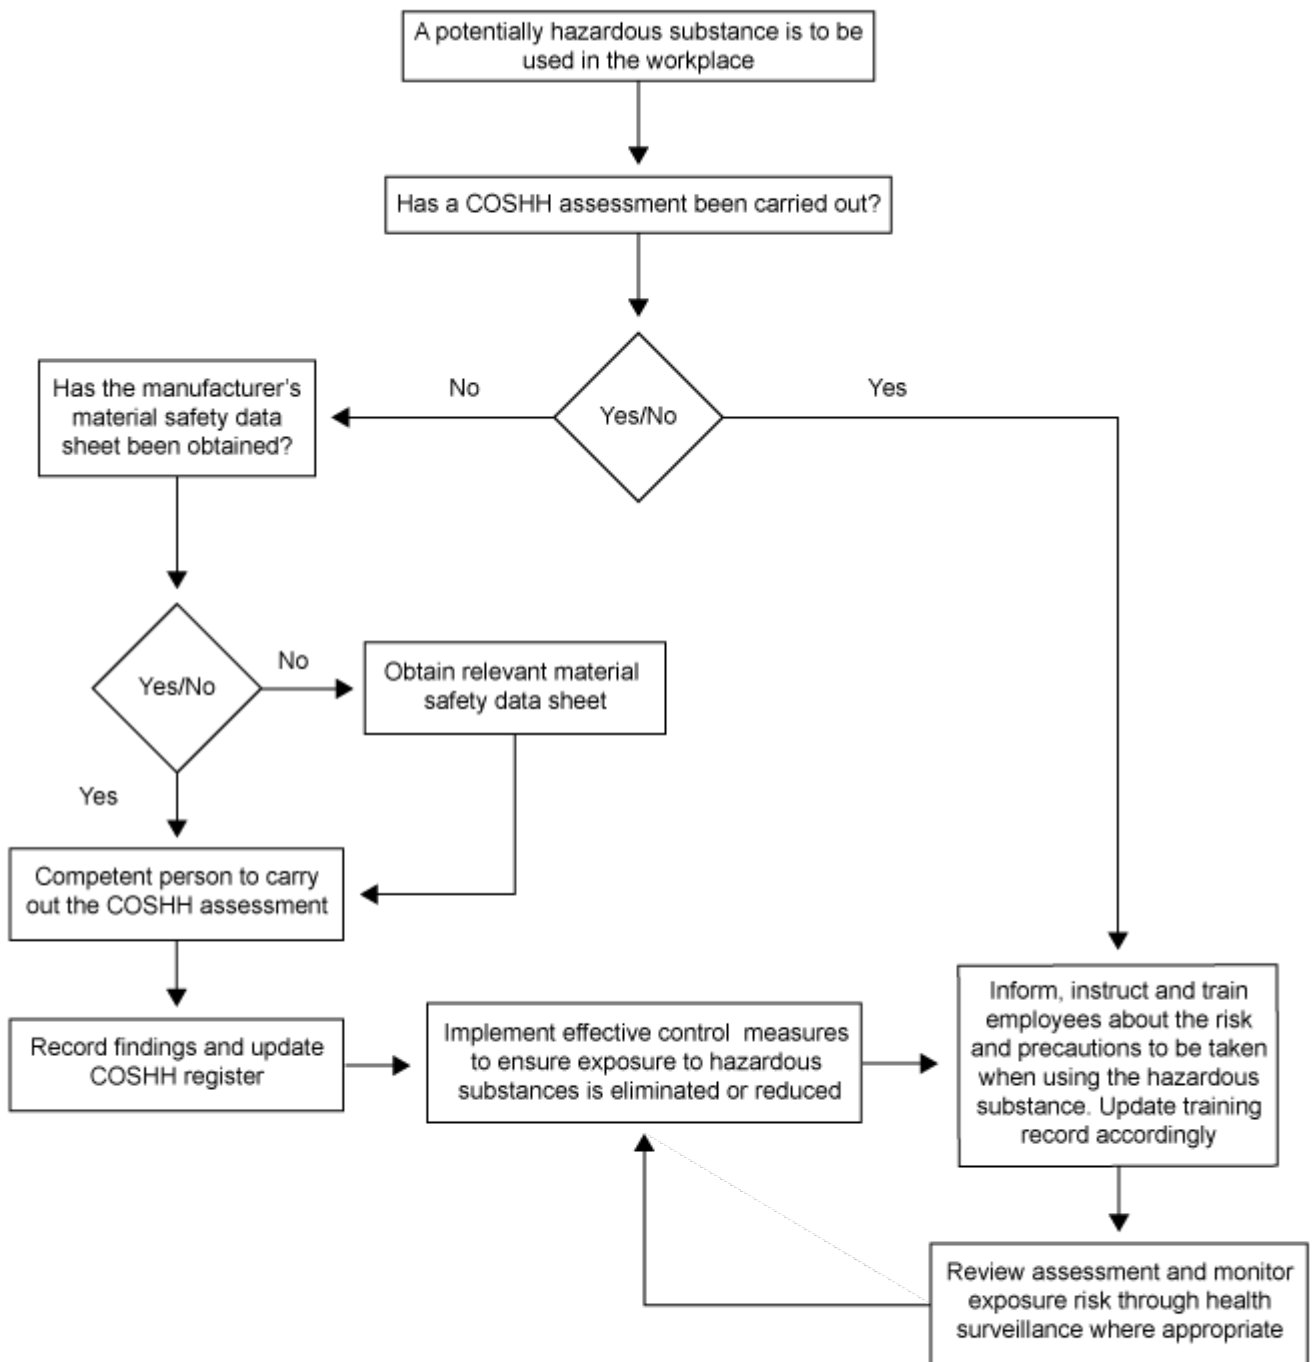 A potentially hazardous substance is to be
used in the workplace
Has a COSHH assessment been carried out?
Has the manufacturer's
material safety data
sheet been obtained?
No
Yes/No
Yes
Yes/No
No
Obtain relevant material
safety data sheet
Yes
Competent person to carry
out the COSHH assessment
Record findings and update
COSHH register
Implement effective control measures
to ensure exposure to hazardous
substances is eliminated or reduced
Inform, instruct and train
employees about the risk
and precautions to be taken
when using the hazardous
substance. Update training
record accordingly
Review assessment and monitor
exposure risk through health
surveillance where appropriate